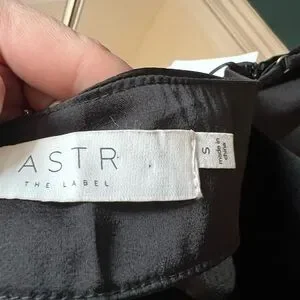 ASTR
THE LABEL
S
made in
china